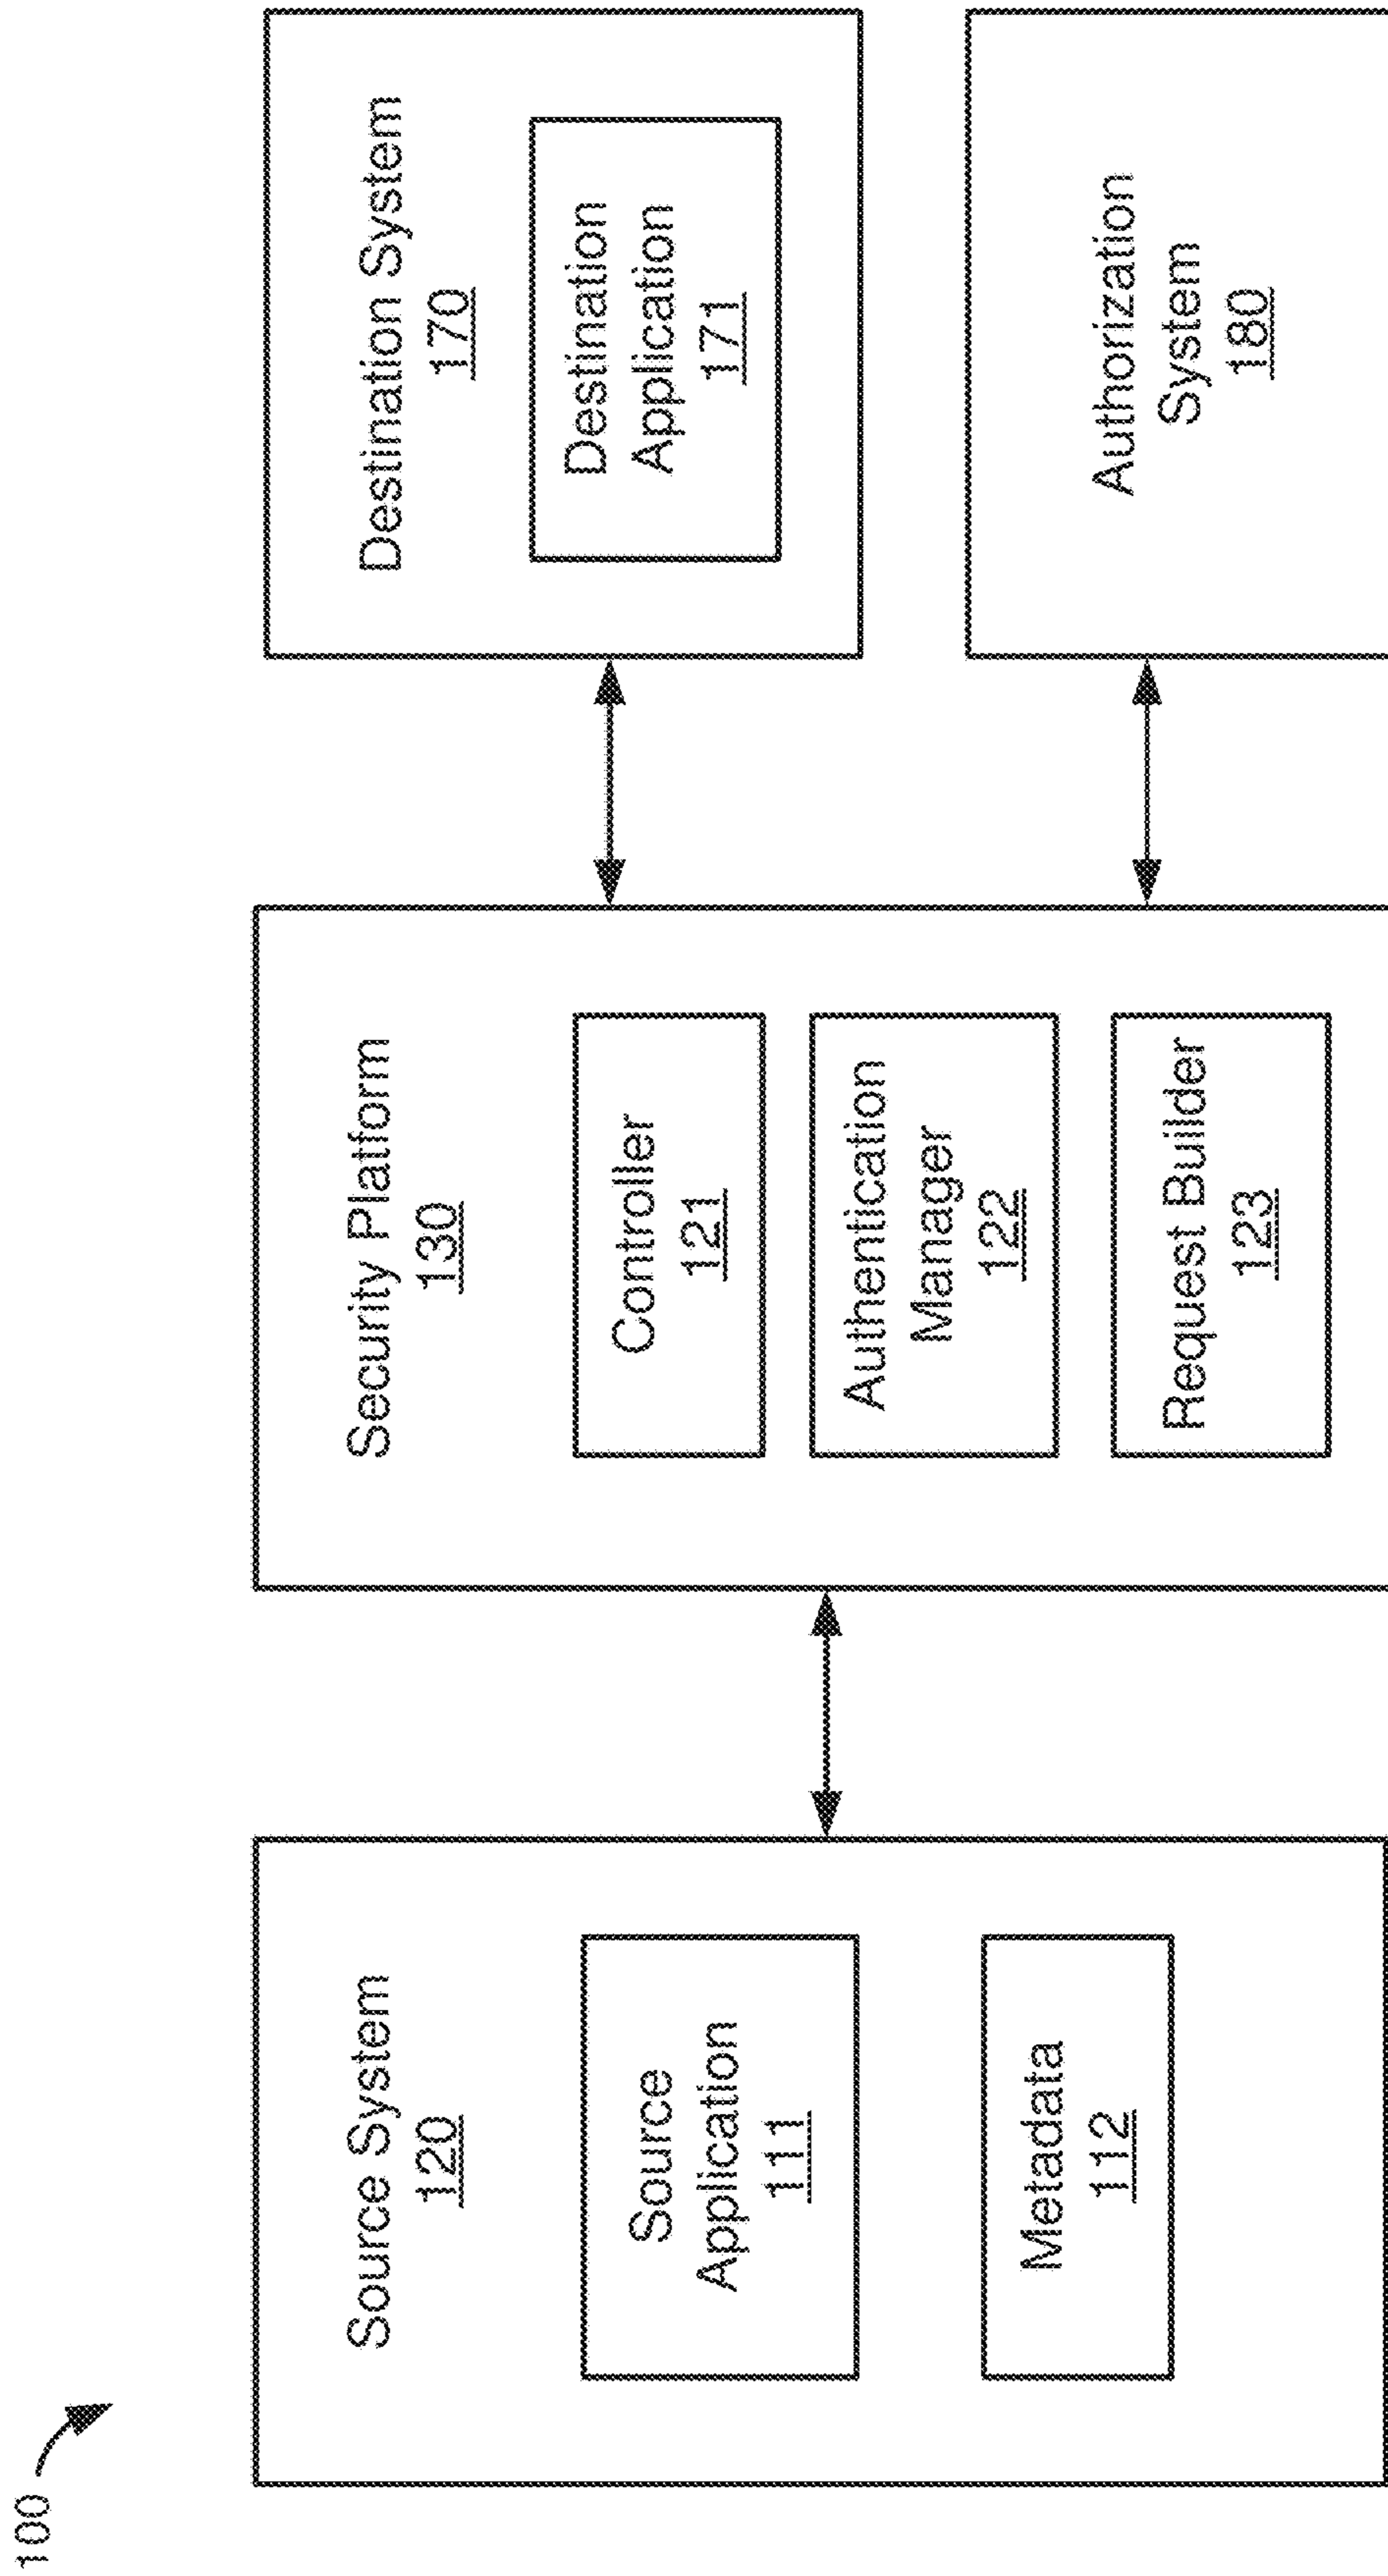 100
Source System
120
Source
Application
111
Metadata
112
Security Platform
130
Controller
121
Authentication
Manager
122
Request Builder
123
Destination System
170
Destination
Application
171
Authorization
System
180